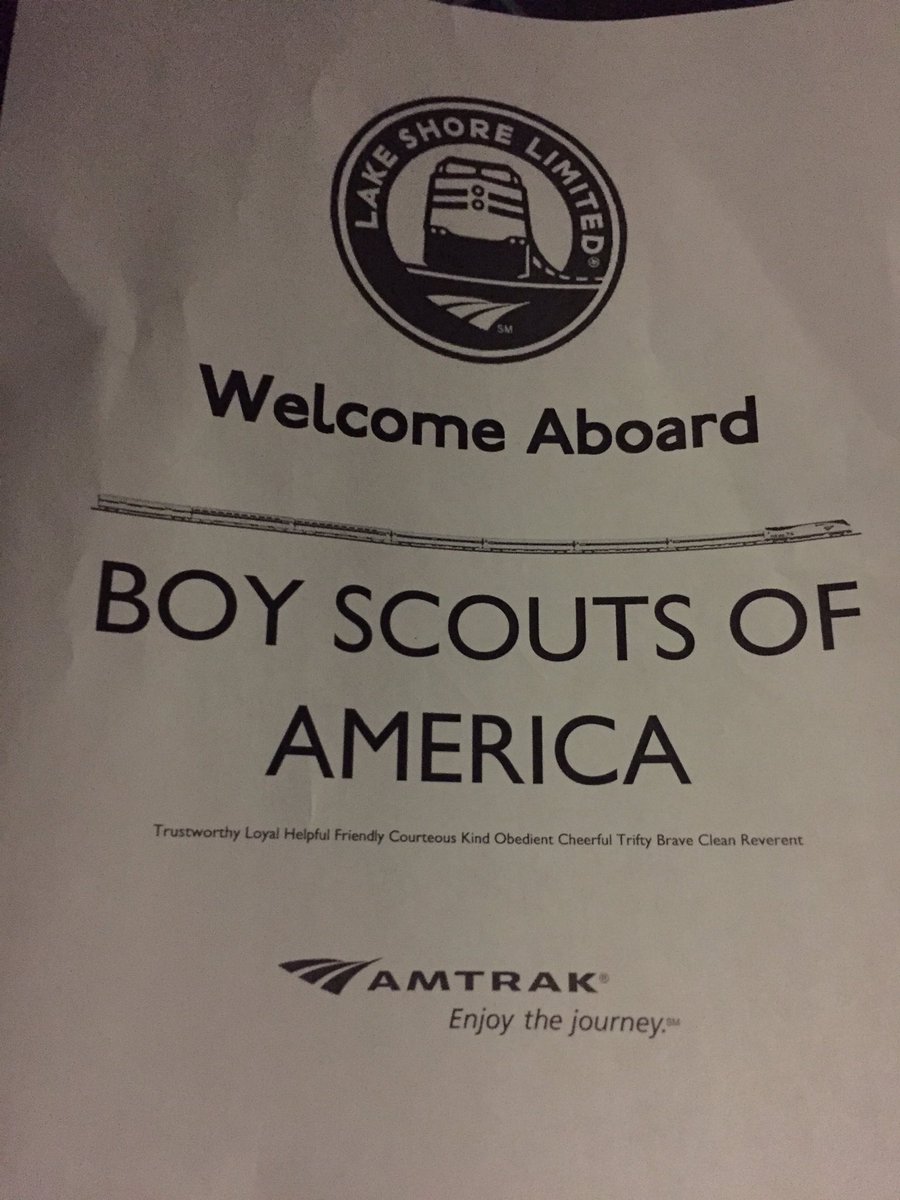 LAKE SHORE LIMITED®
SM
Welcome Aboard
BOY SCOUTS OF
AMERICA
Trustworthy Loyal Helpful Friendly Courteous Kind Obedient Cheerful Trifty Brave Clean Reverent
AMTRAK®
Enjoy the journey.℠